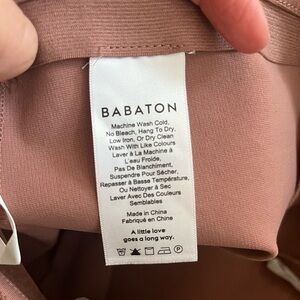 BABATON
Machine Wash Cold,
No Bleach, Hang To Dry,
Low Iron, Or Dry Clean
Wash With Like Colours
Laver à La Machine à
L'eau Froide,
Pas De Blanchiment,
Suspendre Pour Sécher,
Repasser à Basse Température,
Ou Nettoyer à Sec
Laver Avec Des Couleurs
Semblables
Made in China
Fabriqué en Chine
A little love
goes a long way.